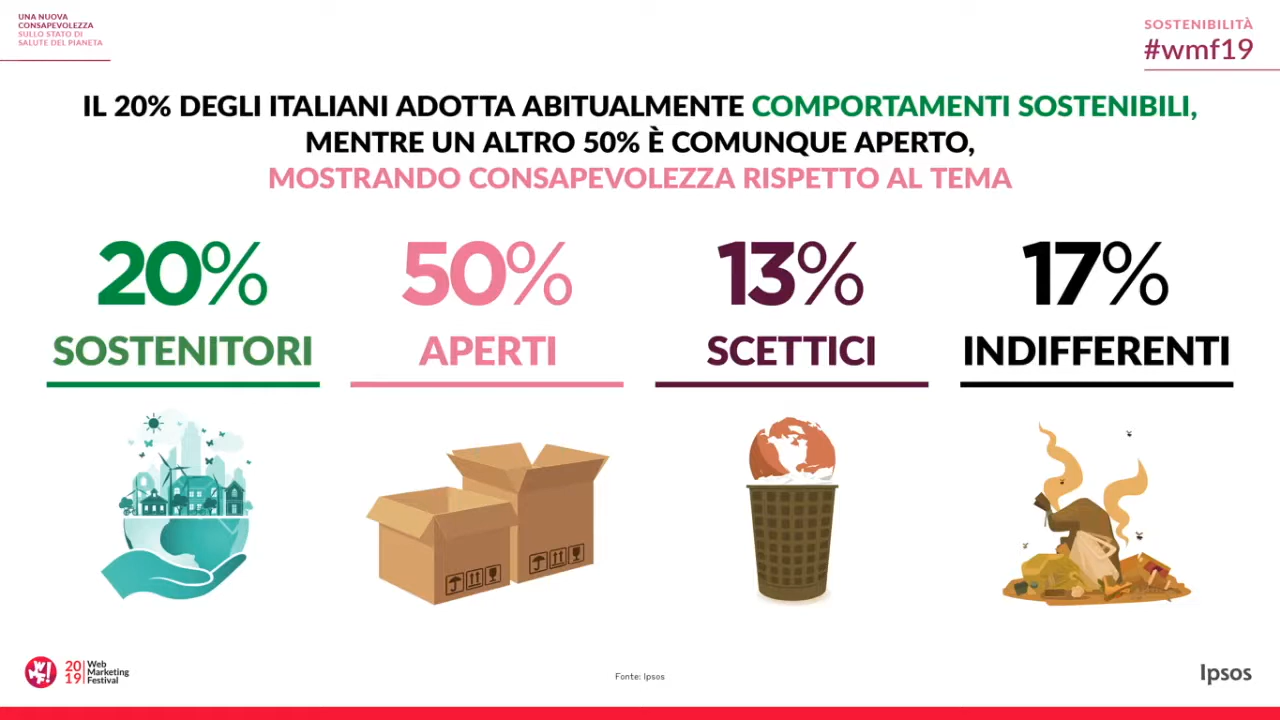 UNA NUOVA
CONSAPEVOLEZZA
SULLO STATO DI
SALUTE DEL PIANETA
SOSTENIBILITÀ
#wmf19
IL 20% DEGLI ITALIANI ADOTTA ABITUALMENTE COMPORTAMENTI SOSTENIBILI,
MENTRE UN ALTRO 50% È COMUNQUE APERTO,
MOSTRANDO CONSAPEVOLEZZA RISPETTO AL TEMA
20% 50% 13% 17%
SOSTENITORI APERTI SCETTICI INDIFFERENTI
WMF!
20
19
Web
Marketing
Festival
Fonte: Ipsos
Ipsos